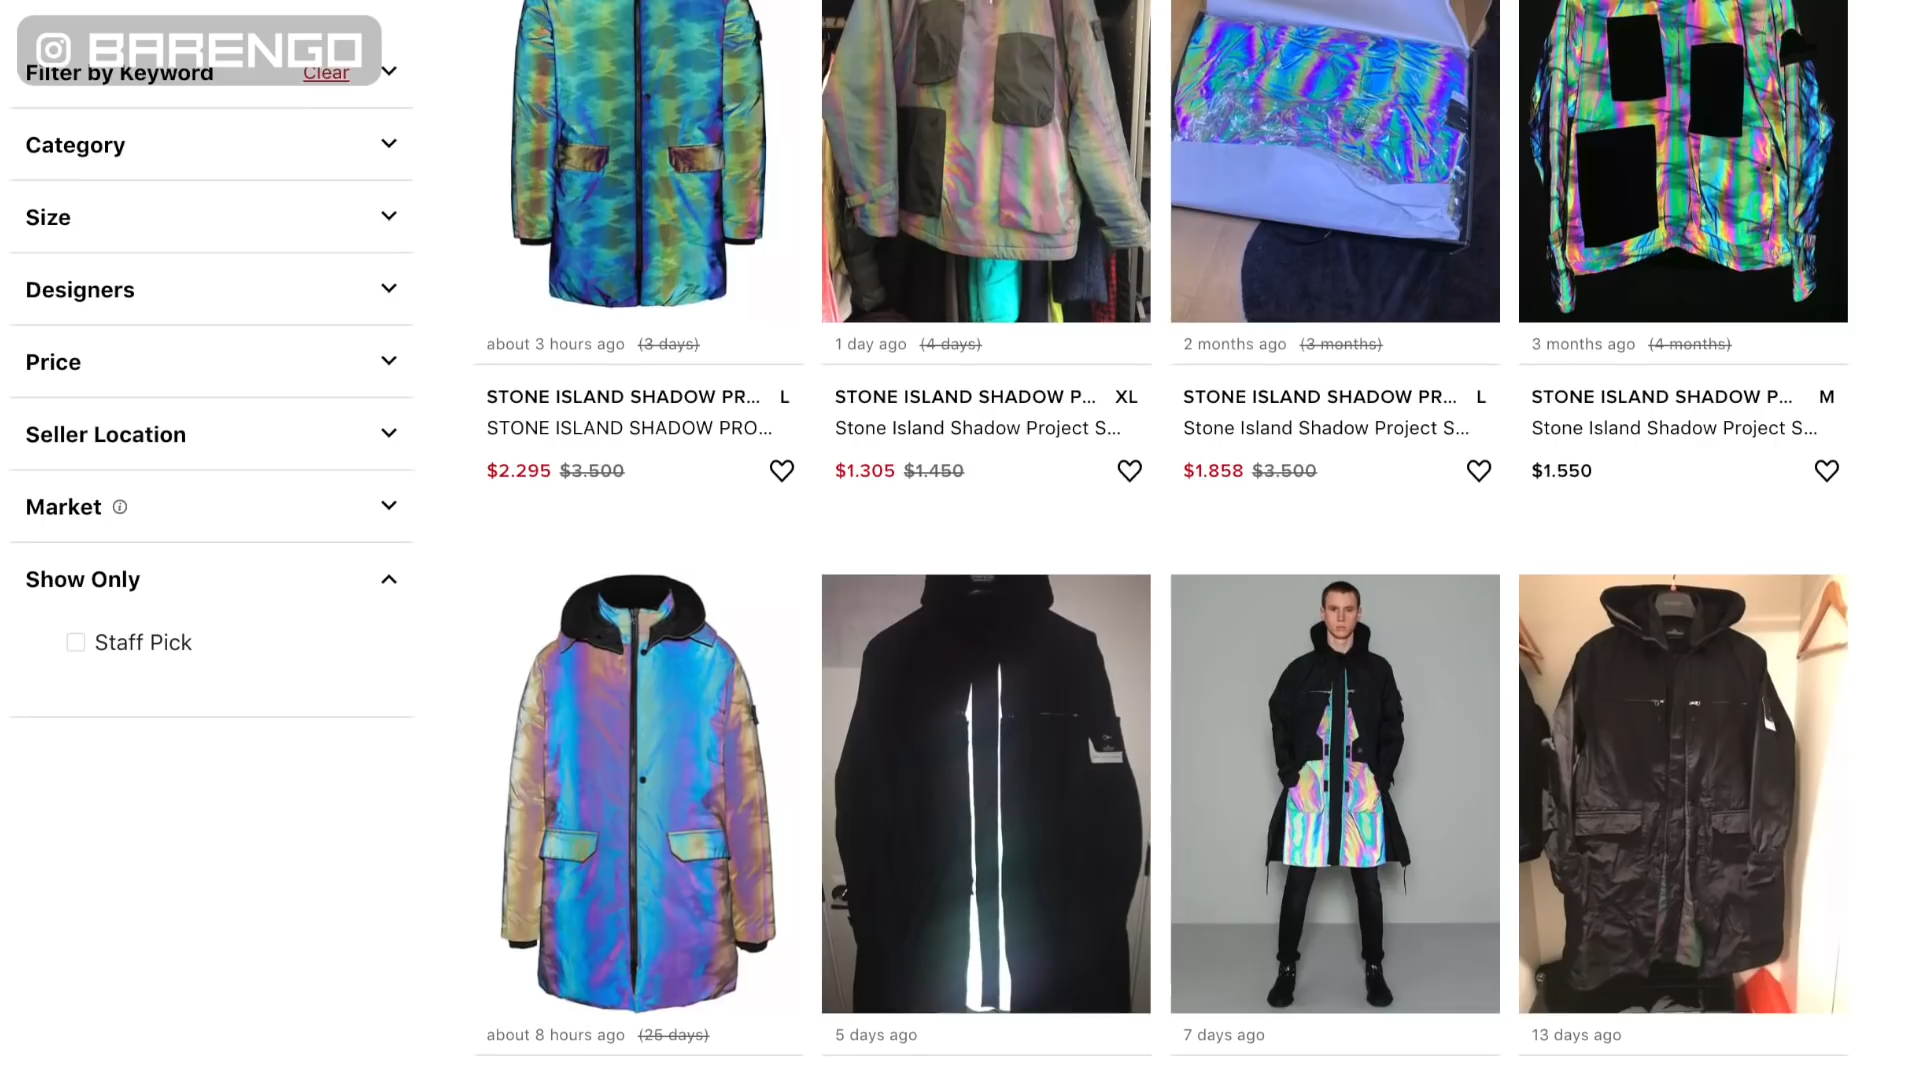 BARENGO
Filter by Keyword Clear
Category
Size
Designers
Price
Seller Location
Market
Show Only
Staff Pick
about 3 hours ago (3 days)
STONE ISLAND SHADOW PR... L
STONE ISLAND SHADOW PRO...
$2.295 $3.500
1 day ago (4 days)
STONE ISLAND SHADOW P... XL
Stone Island Shadow Project S...
$1.305 $1.450
2 months ago (3 months)
STONE ISLAND SHADOW PR... L
Stone Island Shadow Project S...
$1.858 $3.500
3 months ago (4 months)
STONE ISLAND SHADOW P... M
Stone Island Shadow Project S...
$1.550
about 8 hours ago (25 days)
5 days ago
7 days ago
13 days ago